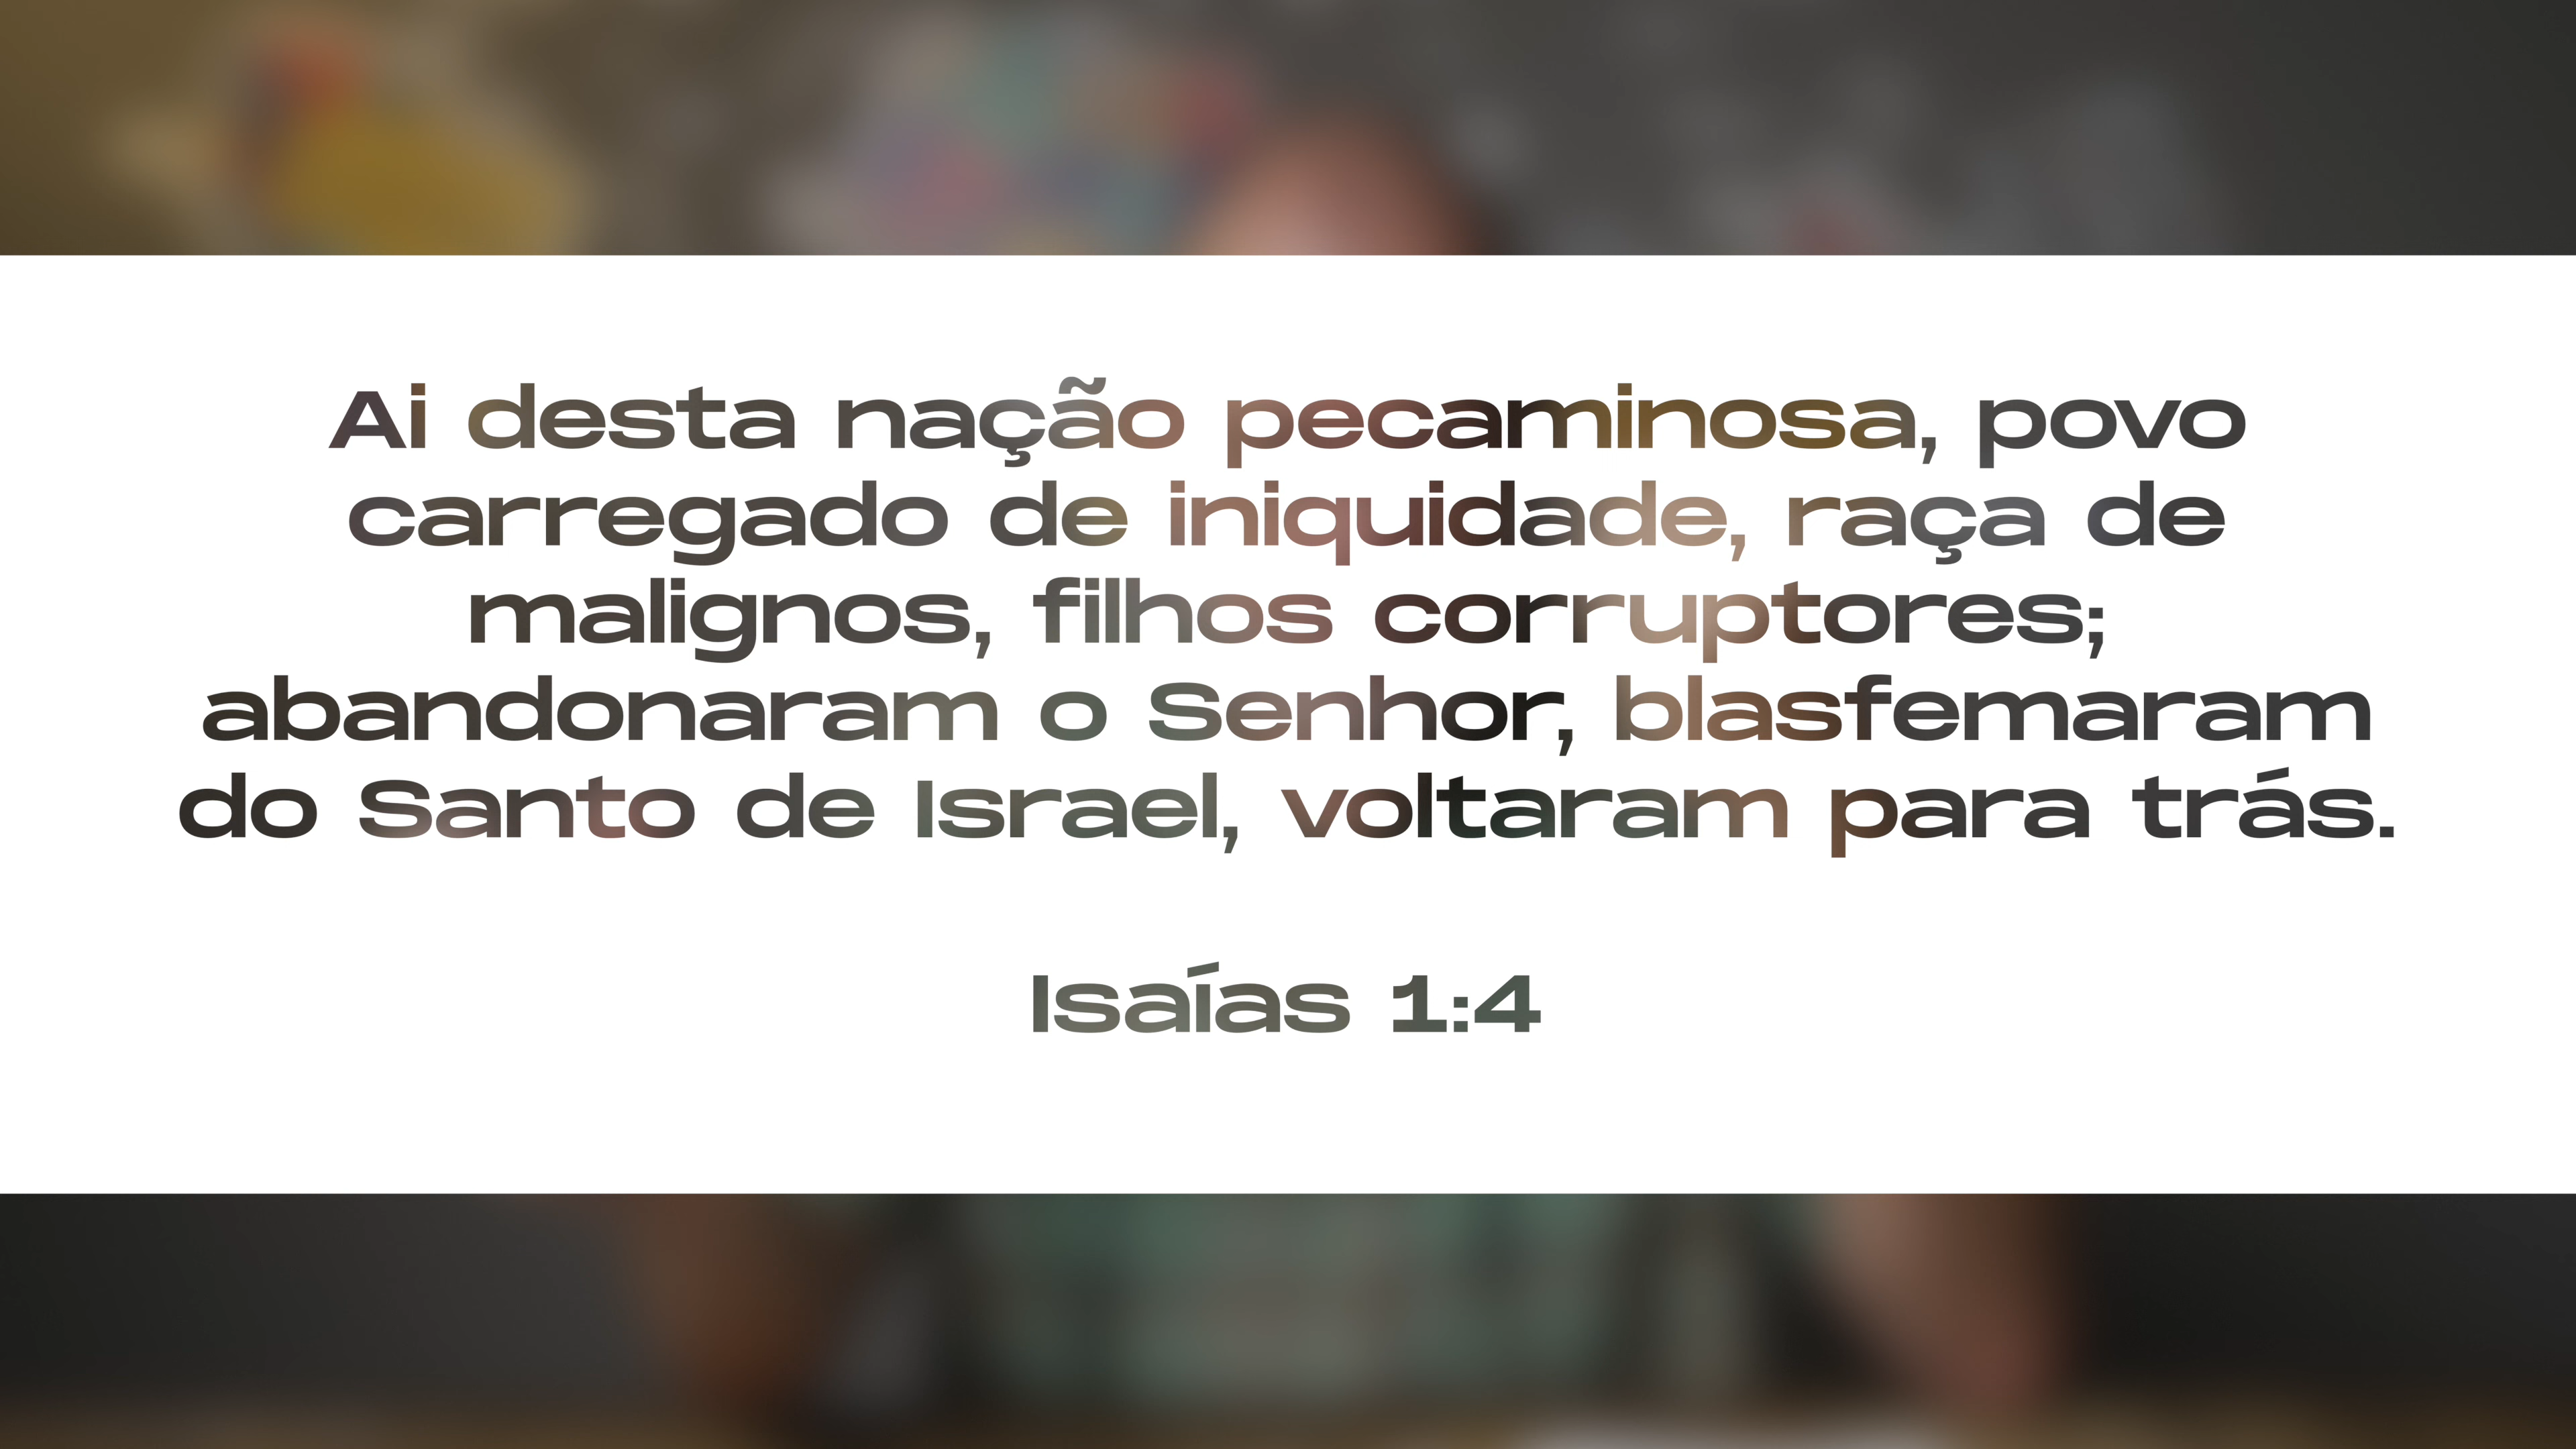 Ai desta nação pecaminosa, povo
carregado de iniquidade, raça de
malignos, filhos corruptores;
abandonaram o Senhor, blasfemaram
do Santo de Israel, voltaram para trás.
Isaías 1:4